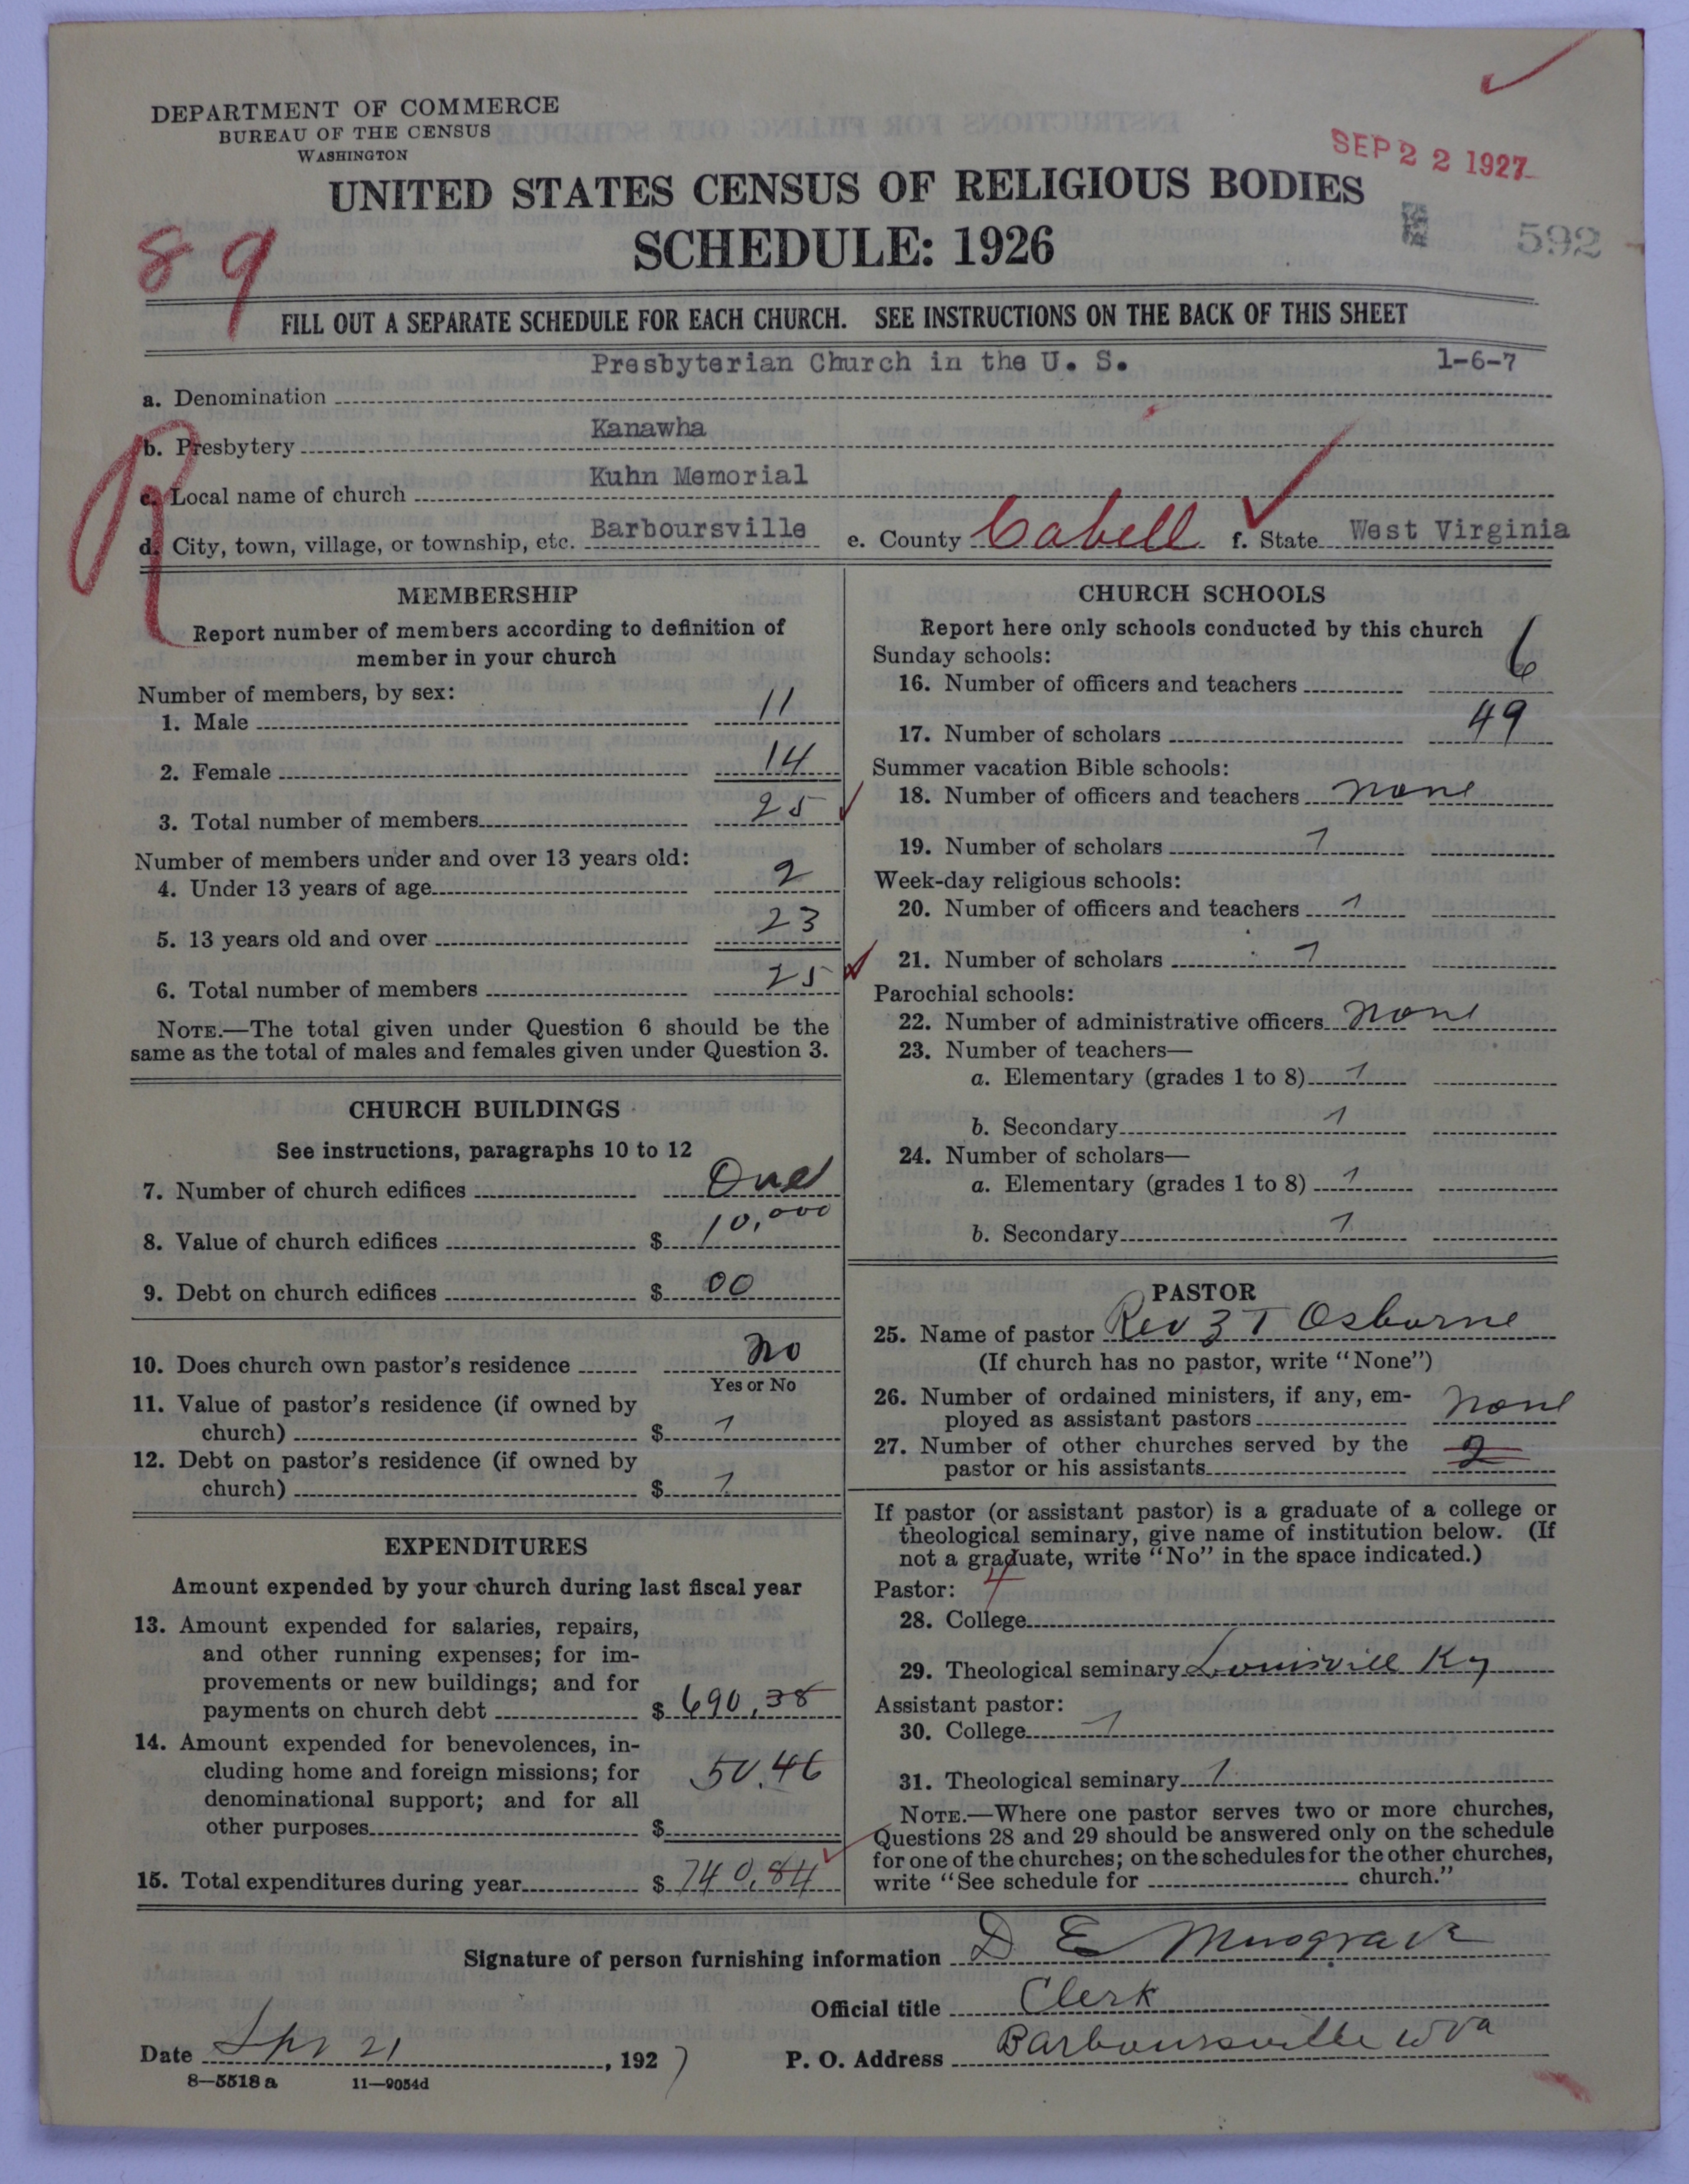 DEPARTMENT OF COMMERCE
BUREAU OF THE CENSUS
WASHINGTON
SEP 22 1927
UNITED STATES CENSUS OF RELIGIOUS BODIES
SCHEDULE: 1926
592
89
FILL OUT A SEPARATE SCHEDULE FOR EACH CHURCH. SEE INSTRUCTIONS ON THE BACK OF THIS SHEET
a. Denomination Presbyterian Church in the U. S. 1-6-7
b. Presbytery Kanawha
c. Local name of church Kuhn Memorial
d. City, town, village, or township, etc. Barboursville e. County Cabell f. State West Virginia
R
MEMBERSHIP
Report number of members according to definition of
member in your church
Number of members, by sex:
1. Male 11
2. Female 14
3. Total number of members 25
Number of members under and over 13 years old:
4. Under 13 years of age 2
5. 13 years old and over 23
6. Total number of members 25
NOTE.—The total given under Question 6 should be the
same as the total of males and females given under Question 3.
CHURCH BUILDINGS
See instructions, paragraphs 10 to 12
7. Number of church edifices One
8. Value of church edifices $ 10,000
9. Debt on church edifices $ 00
10. Does church own pastor's residence No
Yes or No
11. Value of pastor's residence (if owned by
church) $
12. Debt on pastor's residence (if owned by
church) $
EXPENDITURES
Amount expended by your church during last fiscal year
13. Amount expended for salaries, repairs,
and other running expenses; for im-
provements or new buildings; and for
payments on church debt $ 690.38
14. Amount expended for benevolences, in-
cluding home and foreign missions; for
denominational support; and for all
other purposes $ 50.46
15. Total expenditures during year $ 740.84
CHURCH SCHOOLS
Report here only schools conducted by this church
Sunday schools:
16. Number of officers and teachers 6
17. Number of scholars 49
Summer vacation Bible schools:
18. Number of officers and teachers none
19. Number of scholars
Week-day religious schools:
20. Number of officers and teachers
21. Number of scholars
Parochial schools:
22. Number of administrative officers none
23. Number of teachers—
a. Elementary (grades 1 to 8)
b. Secondary
24. Number of scholars—
a. Elementary (grades 1 to 8)
b. Secondary
PASTOR
25. Name of pastor Rev Z T Osborne
(If church has no pastor, write "None")
26. Number of ordained ministers, if any, em-
ployed as assistant pastors none
27. Number of other churches served by the
pastor or his assistants 2
If pastor (or assistant pastor) is a graduate of a college or
theological seminary, give name of institution below. (If
not a graduate, write "No" in the space indicated.)
Pastor:
28. College
29. Theological seminary Louisville Ky
Assistant pastor:
30. College
31. Theological seminary
NOTE.—Where one pastor serves two or more churches,
Questions 28 and 29 should be answered only on the schedule
for one of the churches; on the schedules for the other churches,
write "See schedule for church."
Signature of person furnishing information D E Musgrave
Official title Clerk
Date 21, 1927 P. O. Address Barboursville W Va
8—5518 a 11—9054d